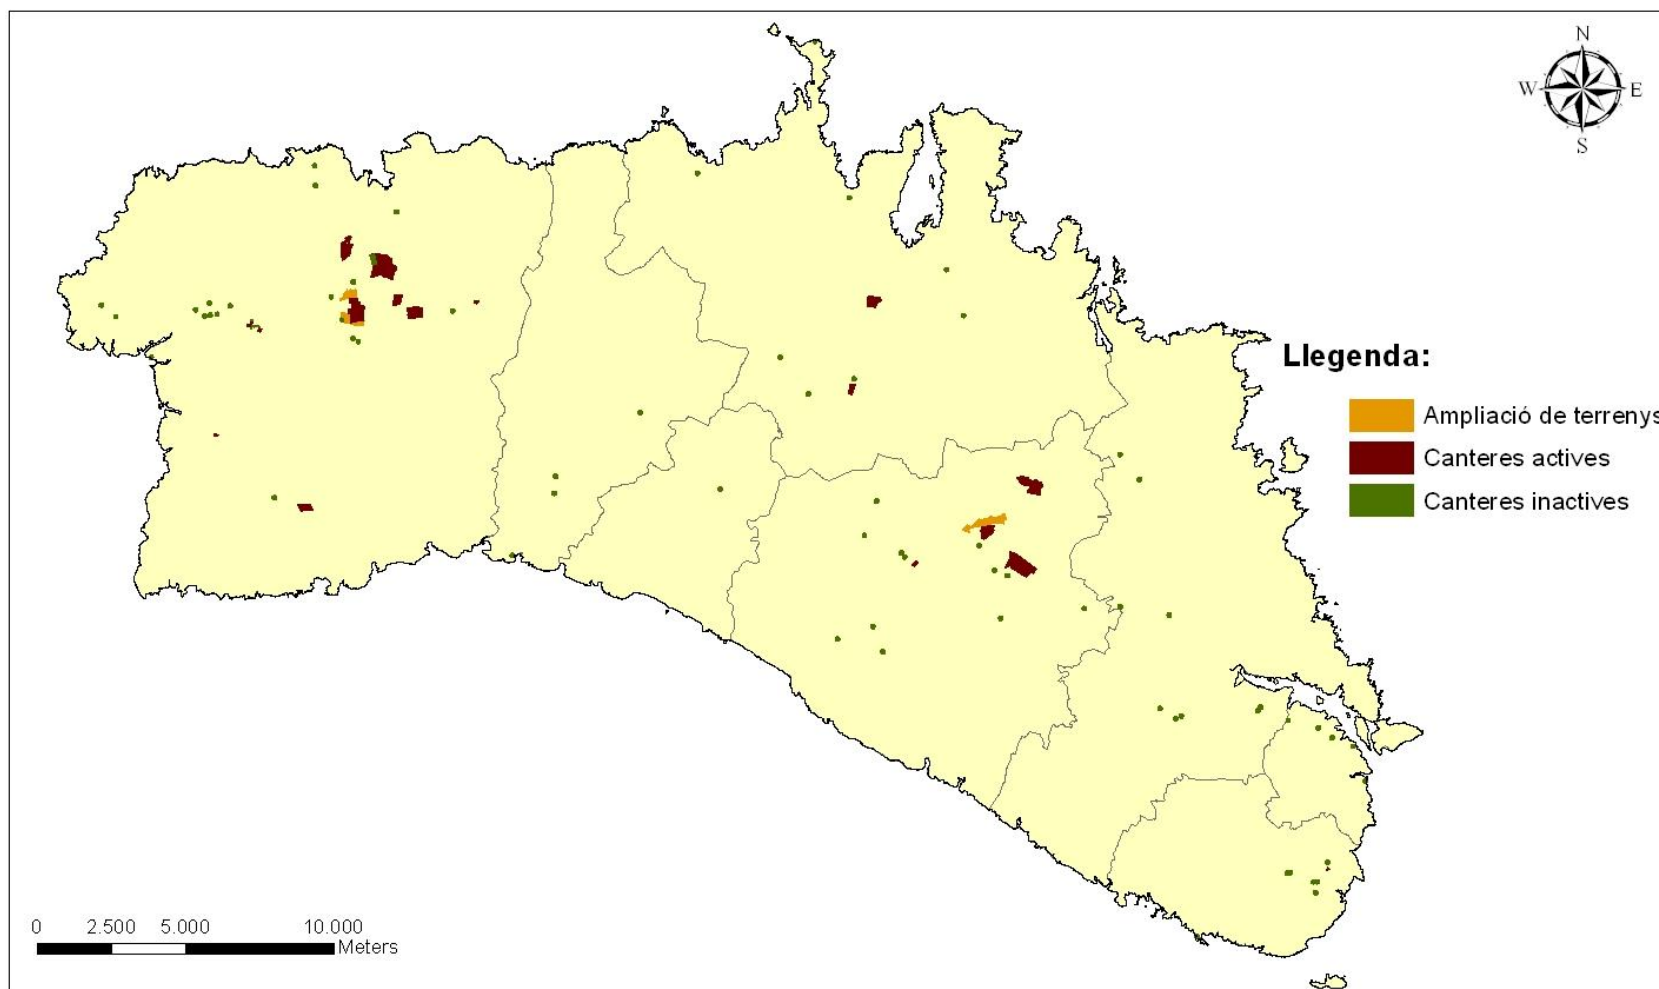 N
W E
S
Llegenda:
Ampliació de terrenys
Canteres actives
Canteres inactives
0 2.500 5.000 10.000
Meters